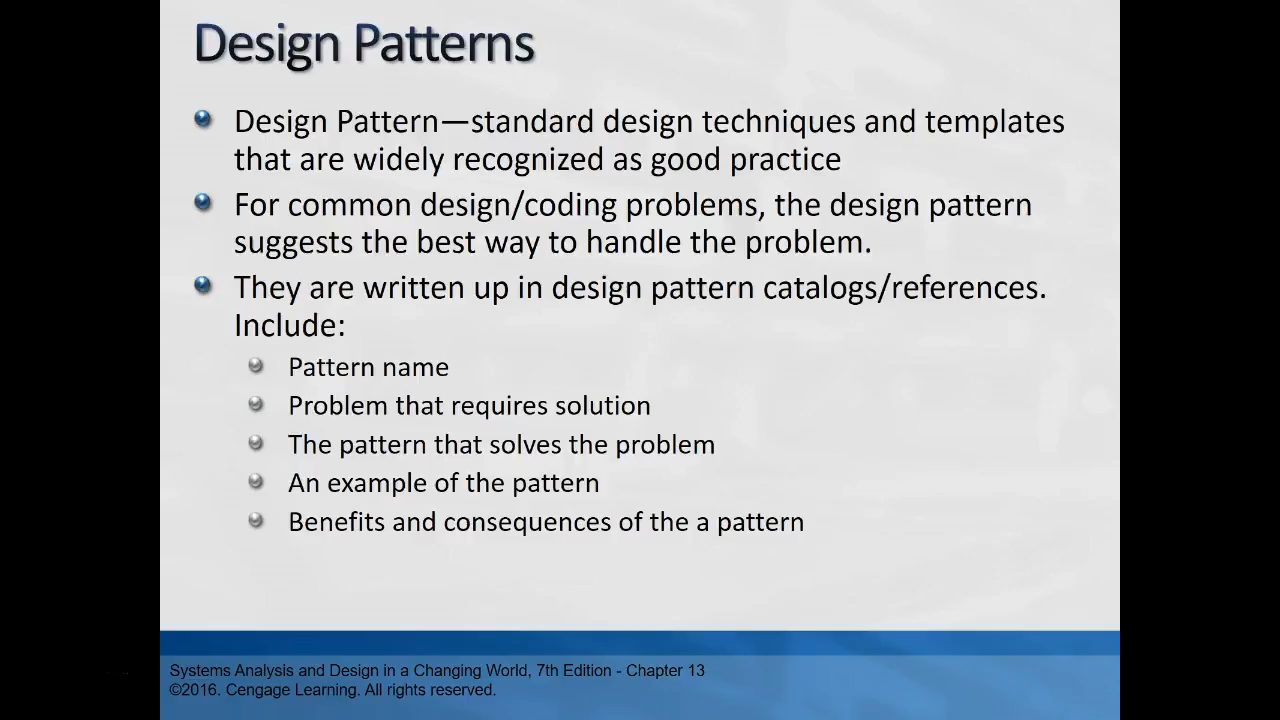 Design Patterns
Design Pattern—standard design techniques and templates
that are widely recognized as good practice
For common design/coding problems, the design pattern
suggests the best way to handle the problem.
They are written up in design pattern catalogs/references.
Include:
Pattern name
Problem that requires solution
The pattern that solves the problem
An example of the pattern
Benefits and consequences of the a pattern
Systems Analysis and Design in a Changing World, 7th Edition - Chapter 13
©2016. Cengage Learning. All rights reserved.